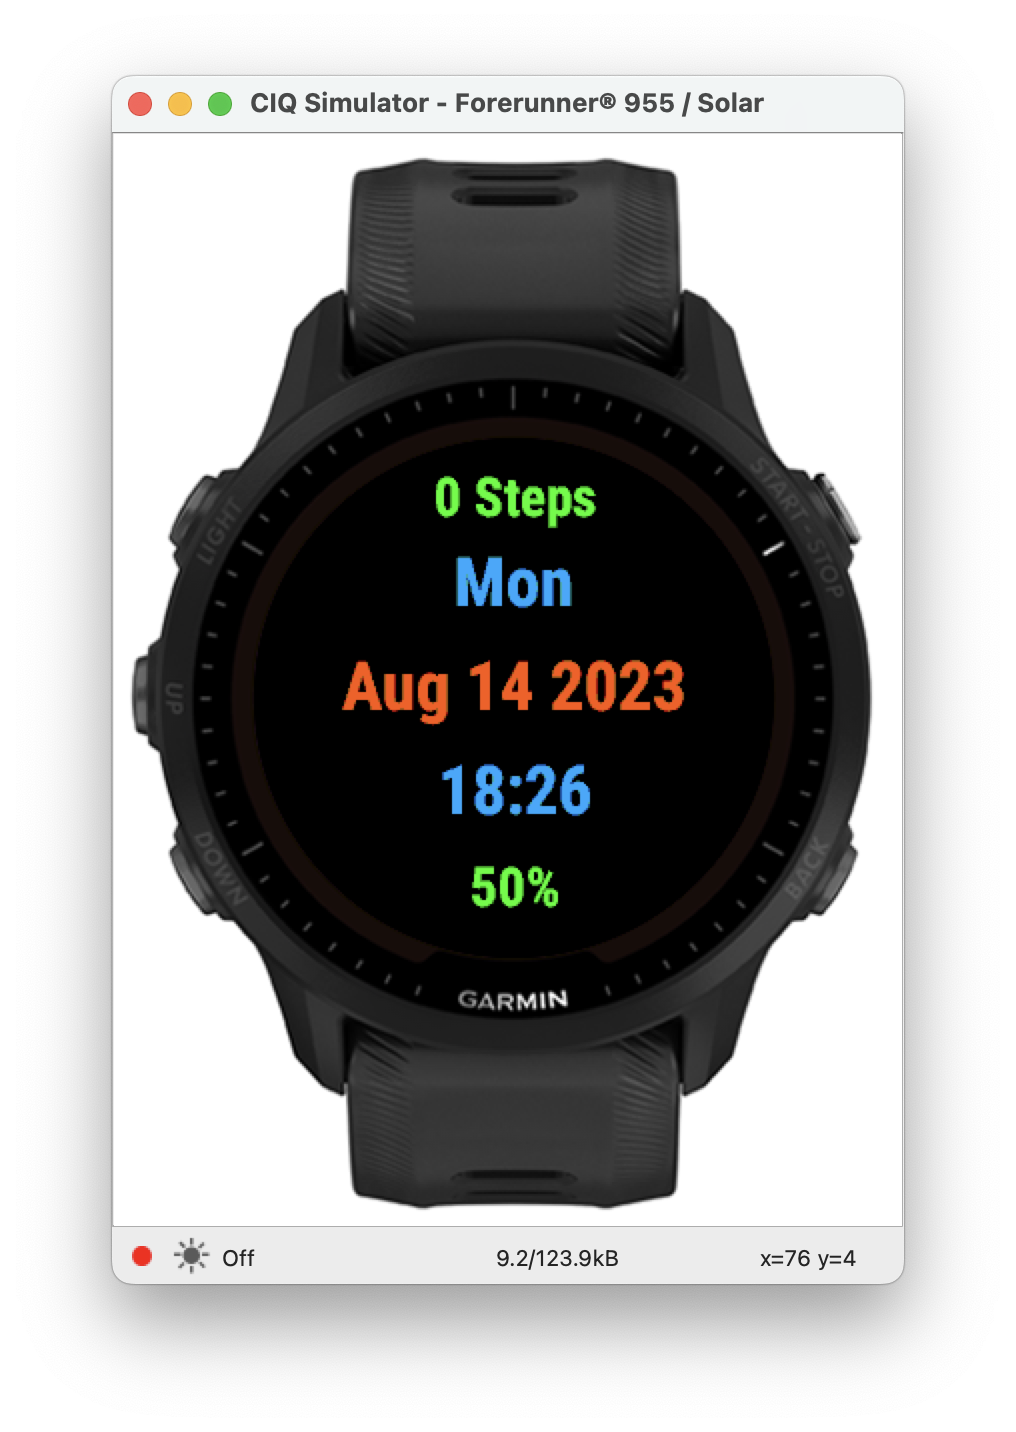 CIQ Simulator - Forerunner® 955 / Solar
LIGHT
START - STOP
0 Steps
Mon
UP
Aug 14 2023
18:26
DOWN
BACK
50%
GARMIN
Off
9.2/123.9kB
x=76 y=4